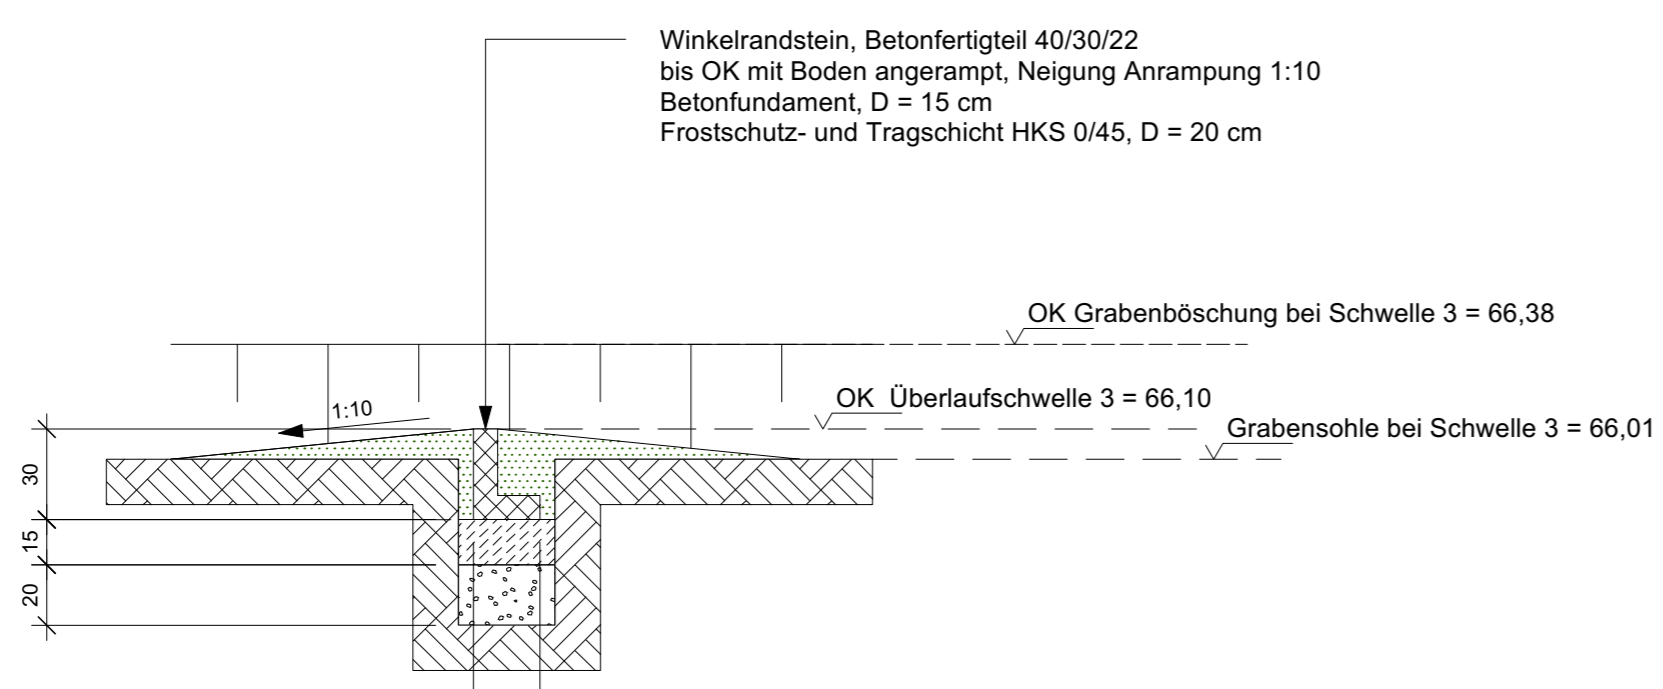 Winkelrandstein, Betonfertigteil 40/30/22
bis OK mit Boden angerampt, Neigung Anrampung 1:10
Betonfundament, D = 15 cm
Frostschutz- und Tragschicht HKS 0/45, D = 20 cm
OK Grabenböschung bei Schwelle 3 = 66,38
OK Überlaufschwelle 3 = 66,10
Grabensohle bei Schwelle 3 = 66,01
1:10
30
15
20